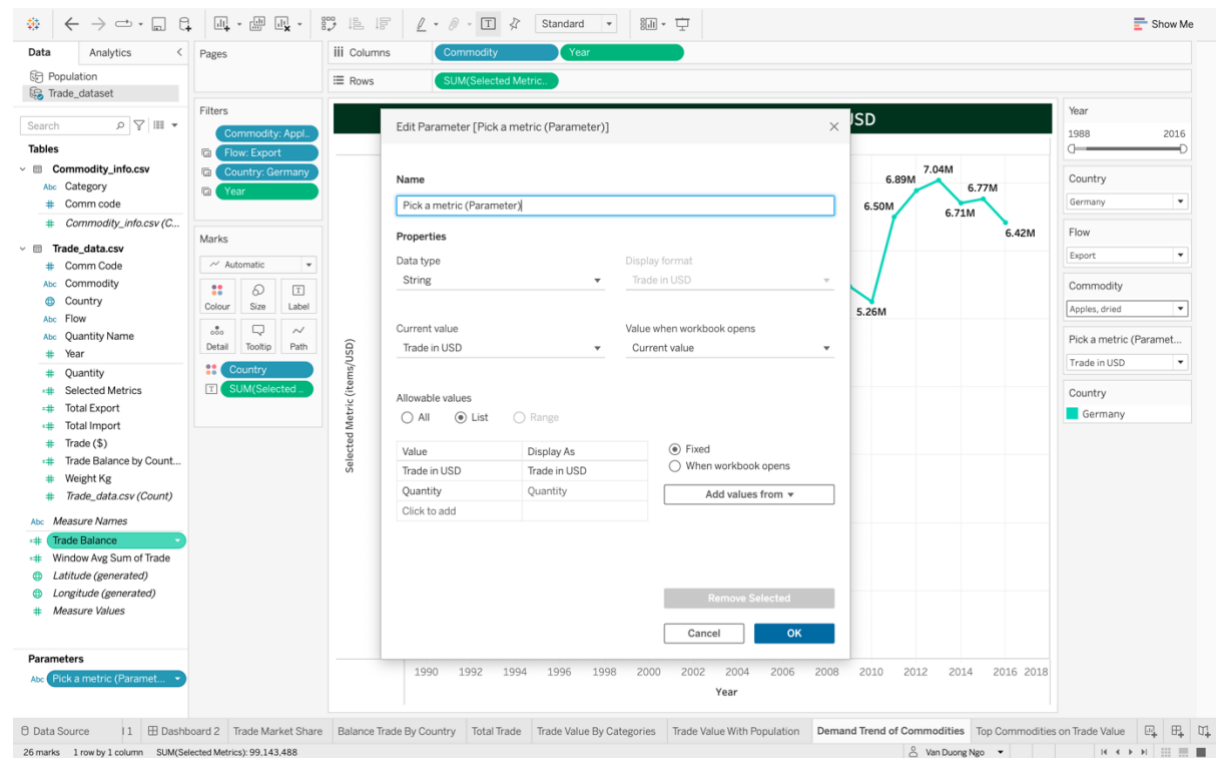 Standard
Show Me
Data
Analytics
Pages
Columns
Commodity
Year
Population
Trade_dataset
Rows
SUM(Selected Metric..
Search
Filters
Commodity: Appl..
Flow: Export
Country: Germany
Year
Tables
Commodity_info.csv
Abc Category
# Comm code
# Commodity_info.csv (C...
Trade_data.csv
# Comm Code
Abc Commodity
Country
Abc Flow
Abc Quantity Name
# Year
# Quantity
=# Selected Metrics
=# Total Export
=# Total Import
# Trade ($)
=# Trade Balance by Count...
# Weight Kg
# Trade_data.csv (Count)
Abc Measure Names
=# Trade Balance
=# Window Avg Sum of Trade
Latitude (generated)
Longitude (generated)
# Measure Values
Parameters
Abc Pick a metric (Paramet...
Marks
Automatic
Colour
Size
Label
Detail
Tooltip
Path
Country
SUM(Selected ..
Selected Metric (items/USD)
Edit Parameter [Pick a metric (Parameter)]
Name
Pick a metric (Parameter)
Properties
Data type
Display format
String
Trade in USD
Current value
Value when workbook opens
Trade in USD
Current value
Allowable values
All
List
Range
Value
Display As
Trade in USD
Trade in USD
Quantity
Quantity
Click to add
Fixed
When workbook opens
Add values from
Remove Selected
Cancel
OK
JSD
7.04M
6.89M
6.77M
6.50M
6.71M
6.42M
5.26M
1990 1992 1994 1996 1998 2000 2002 2004 2006 2008 2010 2012 2014 2016 2018
Year
Year
1988 2016
Country
Germany
Flow
Export
Commodity
Apples, dried
Pick a metric (Paramet...
Trade in USD
Country
Germany
Data Source
1
Dashboard 2
Trade Market Share
Balance Trade By Country
Total Trade
Trade Value By Categories
Trade Value With Population
Demand Trend of Commodities
Top Commodities on Trade Value
26 marks 1 row by 1 column SUM(Selected Metrics): 99,143,488
Van Duong Ngo